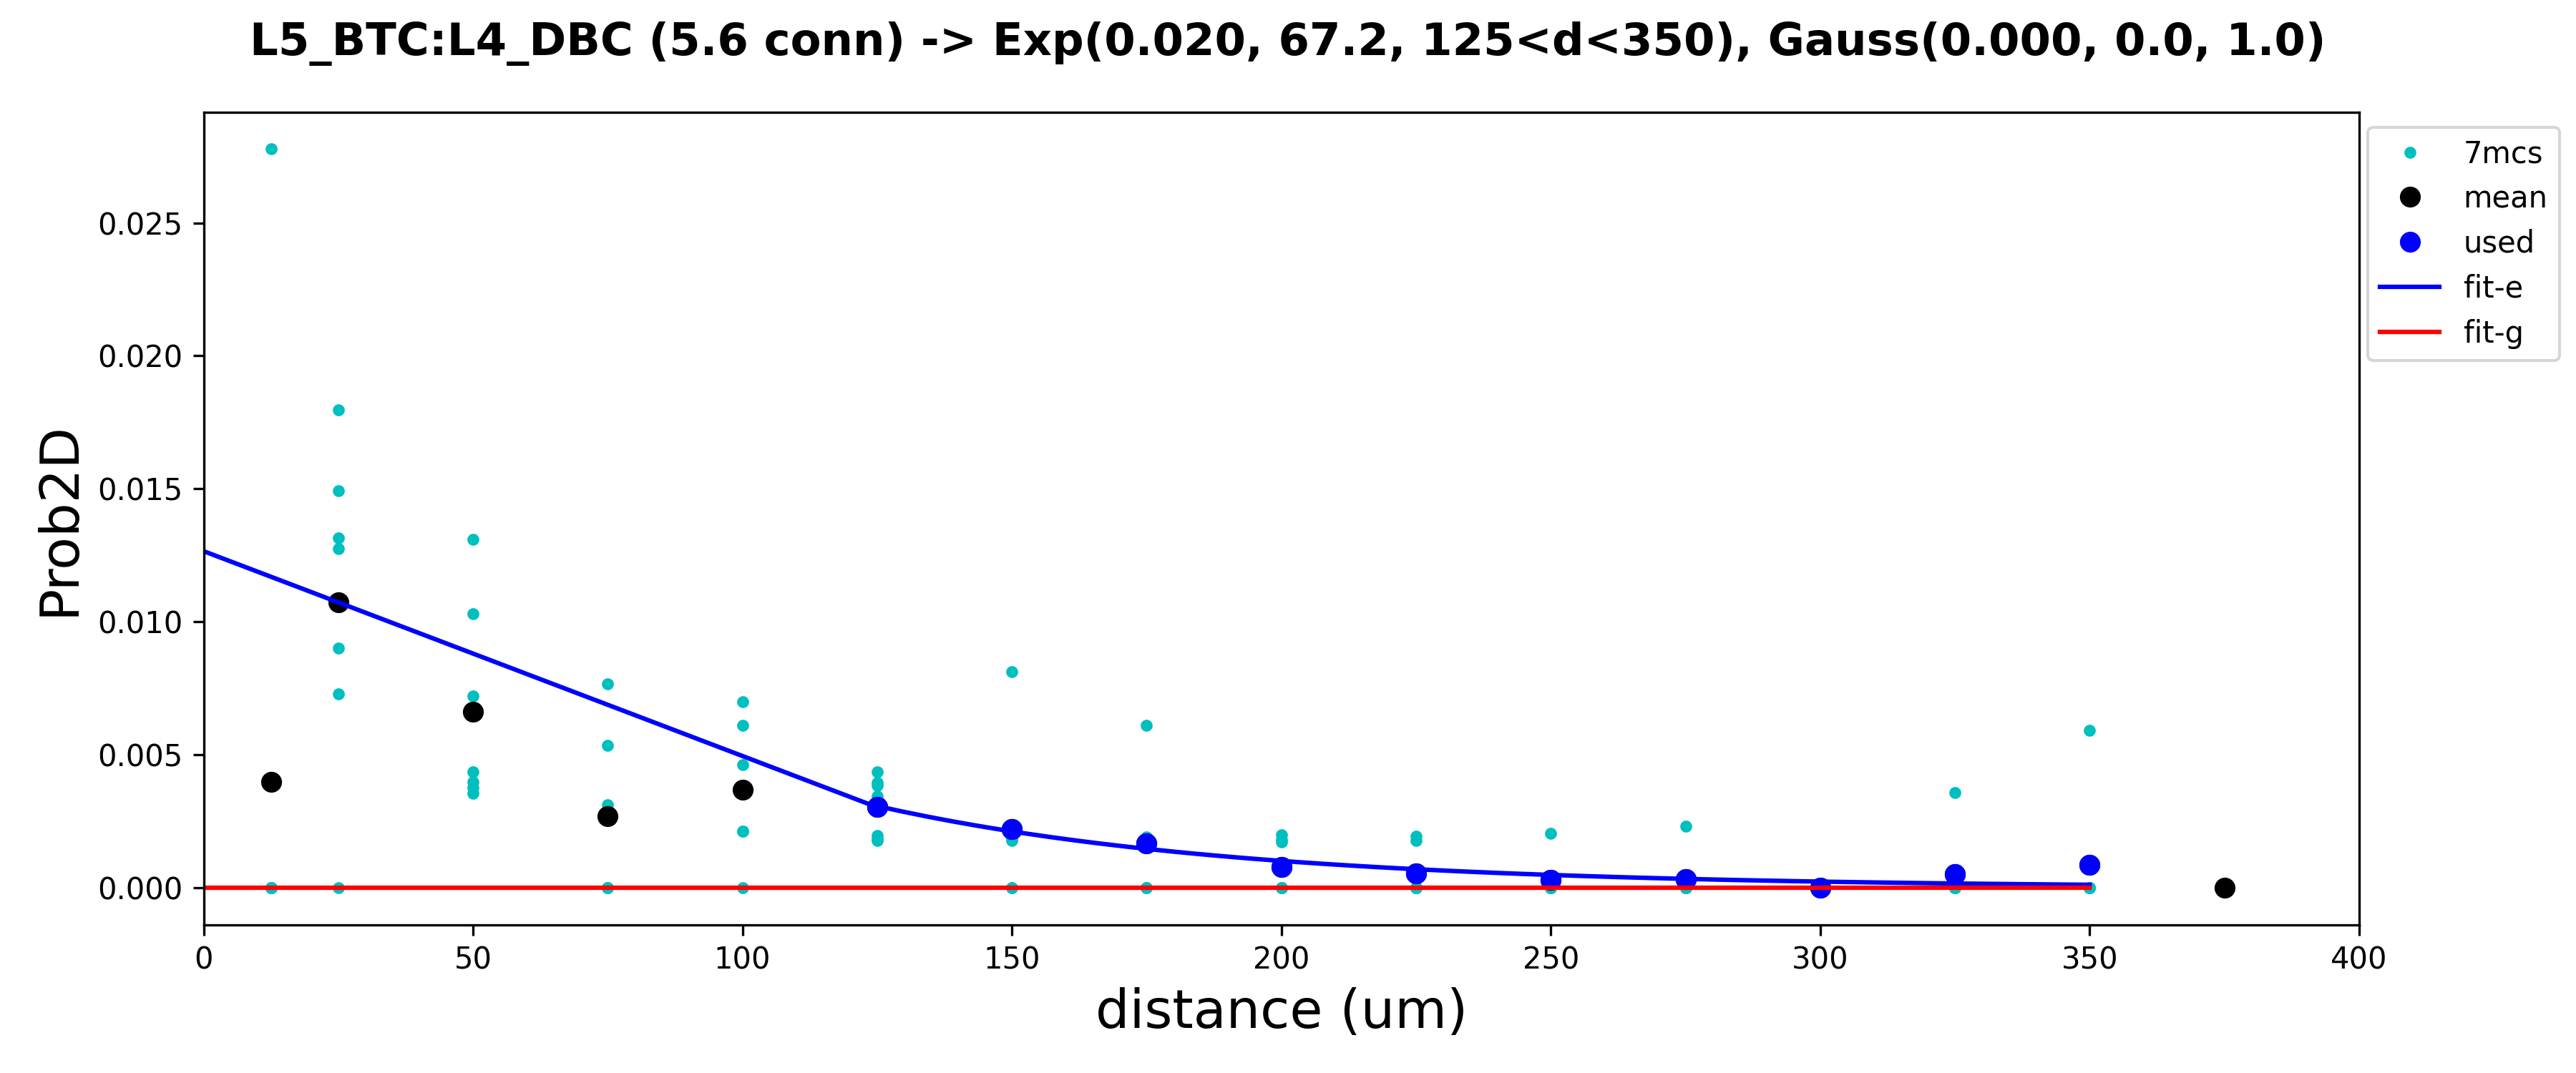 L5_BTC:L4_DBC (5.6 conn) -> Exp(0.020, 67.2, 125<d<350), Gauss(0.000, 0.0, 1.0)
7mcs
mean
used
fit-e
fit-g
Prob2D
0.025
0.020
0.015
0.010
0.005
0.000
0 50 100 150 200 250 300 350 400
distance (um)